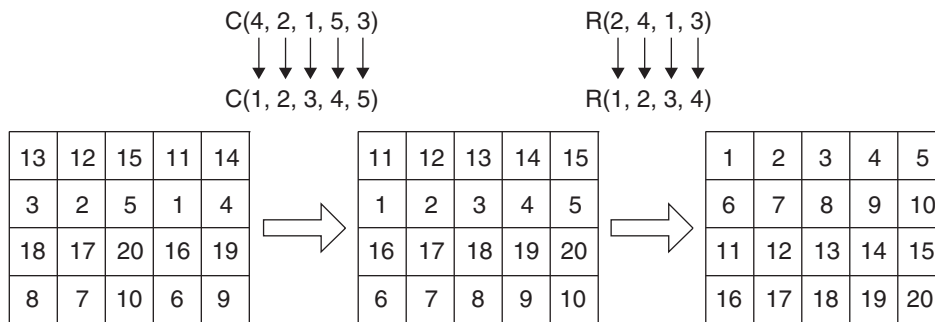 C(4, 2, 1, 5, 3) R(2, 4, 1, 3)
C(1, 2, 3, 4, 5) R(1, 2, 3, 4)
13 12 15 11 14 11 12 13 14 15 1 2 3 4 5
3 2 5 1 4 1 2 3 4 5 6 7 8 9 10
18 17 20 16 19 16 17 18 19 20 11 12 13 14 15
8 7 10 6 9 6 7 8 9 10 16 17 18 19 20